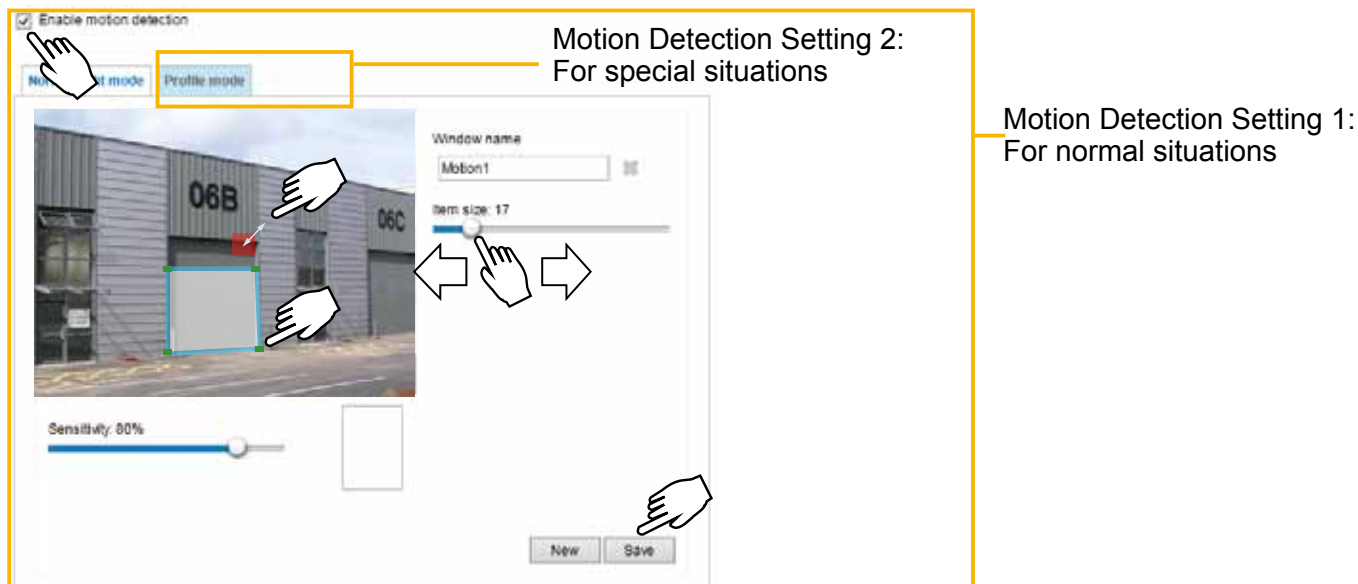 Enable motion detection
Motion Detection Setting 2:
For special situations
mode
Profile mode
Motion Detection Setting 1:
For normal situations
Window name
Motion1
06B
06C
Item size: 17
Sensitivity: 80%
New
Save